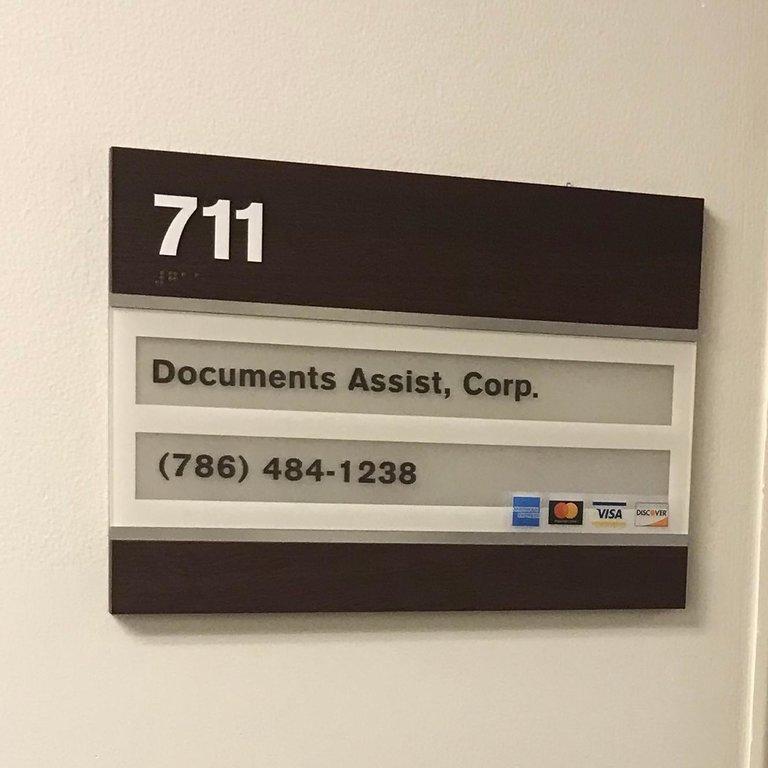 711
Documents Assist, Corp.
(786) 484-1238
VISA
DISCOVER